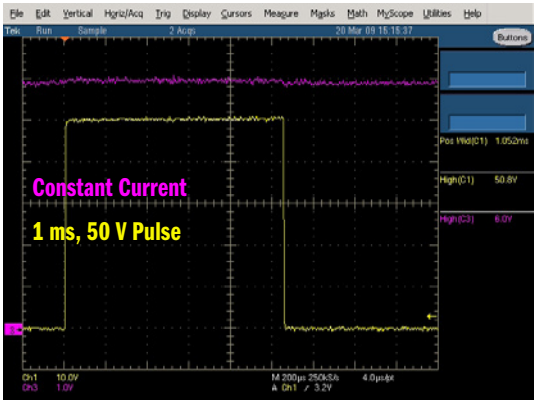 File Edit Vertical Horiz/Acq Trig Display Cursors Measure Masks Math MyScope Utilities Help
Tek Run Sample 2 Acqs 20 Mar 09 15:15:37
Buttons
Pos Wid(C1) 1.052ms
High(C1) 50.8V
Constant Current
High(C3) 6.0V
1 ms, 50 V Pulse
Ch1 10.0V M 200µs 250kS/s 4.0µs/pt
Ch3 1.0V A Ch1 / 3.2V